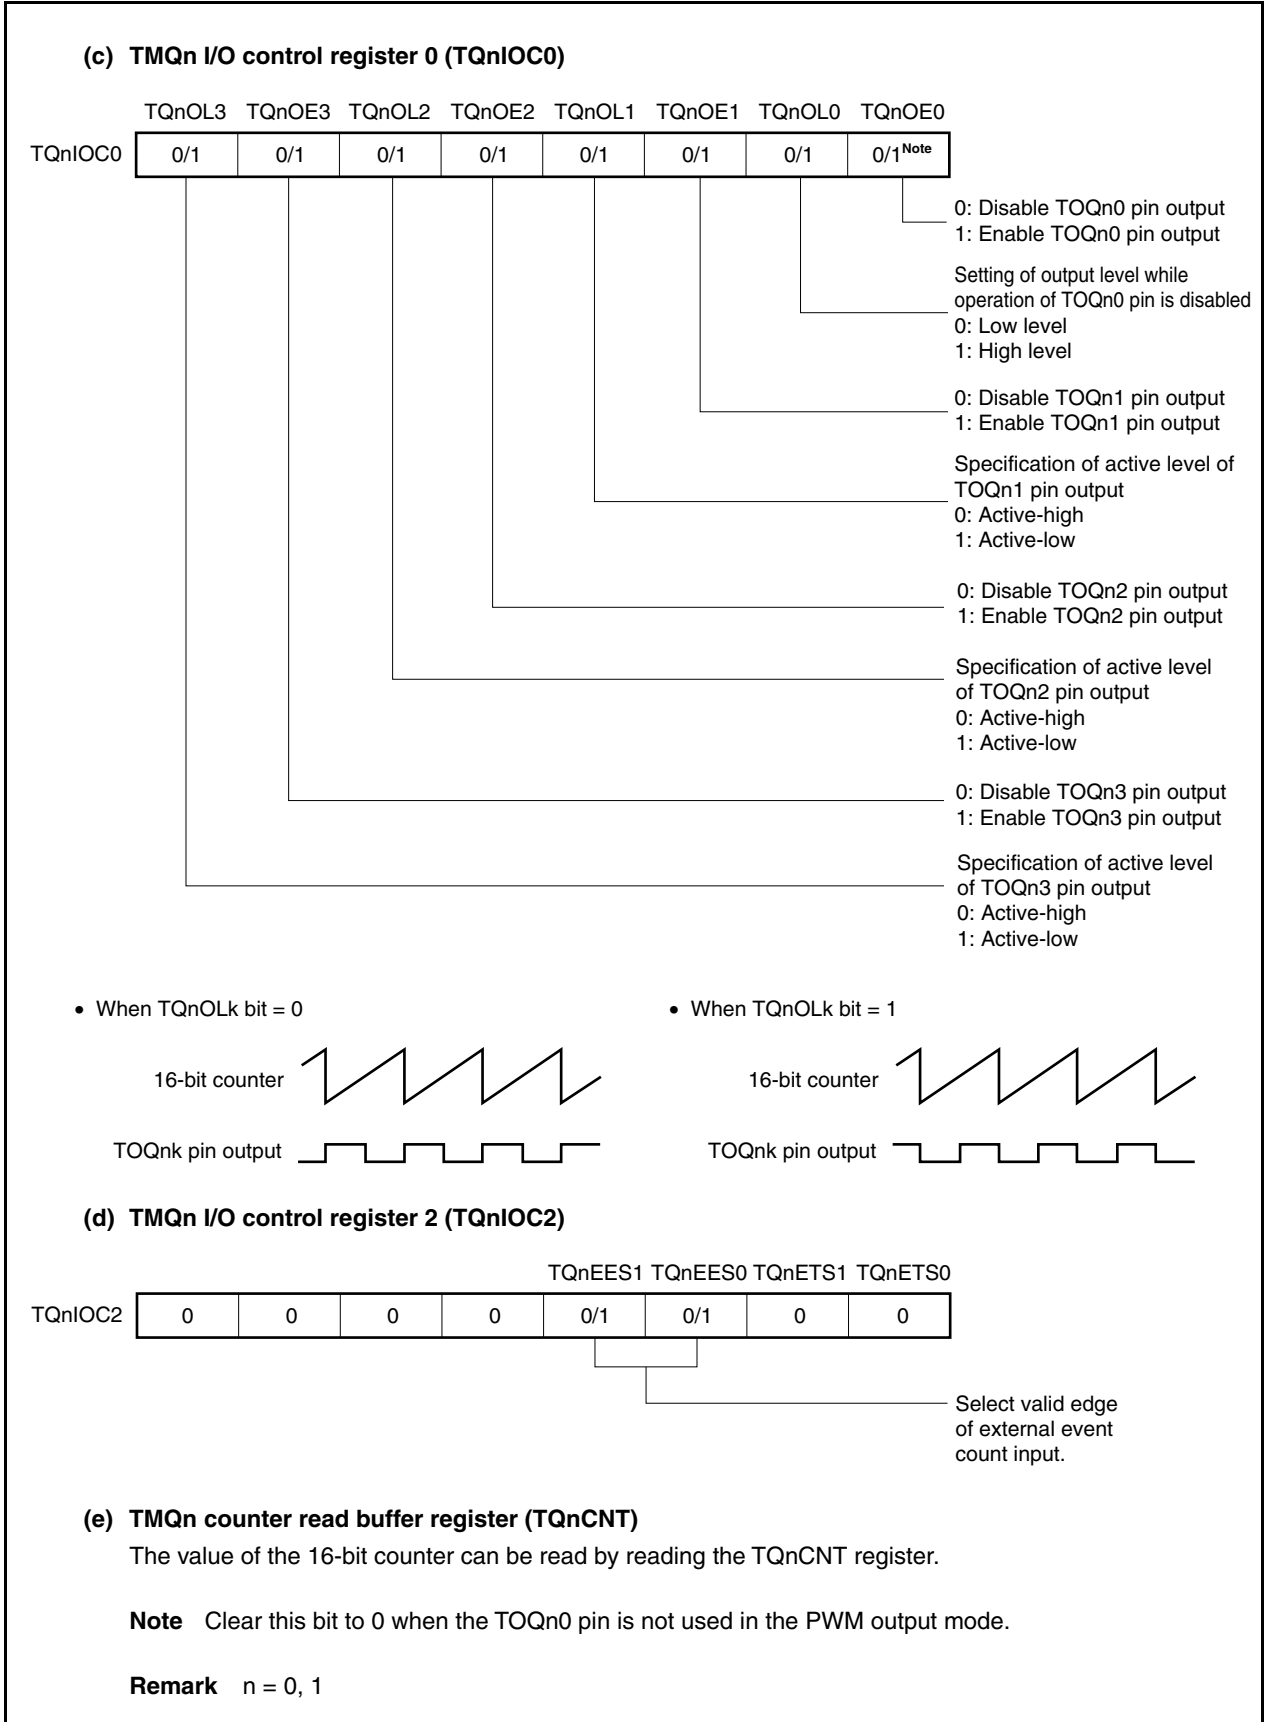 (c) TMQn I/O control register 0 (TQnIOC0)
TQnOL3 TQnOE3 TQnOL2 TQnOE2 TQnOL1 TQnOE1 TQnOL0 TQnOE0
TQnIOC0 0/1 0/1 0/1 0/1 0/1 0/1 0/1 0/1Note
0: Disable TOQn0 pin output
1: Enable TOQn0 pin output
Setting of output level while
operation of TOQn0 pin is disabled
0: Low level
1: High level
0: Disable TOQn1 pin output
1: Enable TOQn1 pin output
Specification of active level of
TOQn1 pin output
0: Active-high
1: Active-low
0: Disable TOQn2 pin output
1: Enable TOQn2 pin output
Specification of active level
of TOQn2 pin output
0: Active-high
1: Active-low
0: Disable TOQn3 pin output
1: Enable TOQn3 pin output
Specification of active level
of TOQn3 pin output
0: Active-high
1: Active-low
• When TQnOLk bit = 0
16-bit counter
TOQnk pin output
• When TQnOLk bit = 1
16-bit counter
TOQnk pin output
(d) TMQn I/O control register 2 (TQnIOC2)
TQnEES1 TQnEES0 TQnETS1 TQnETS0
TQnIOC2 0 0 0 0 0/1 0/1 0 0
Select valid edge
of external event
count input.
(e) TMQn counter read buffer register (TQnCNT)
The value of the 16-bit counter can be read by reading the TQnCNT register.
Note Clear this bit to 0 when the TOQn0 pin is not used in the PWM output mode.
Remark n = 0, 1